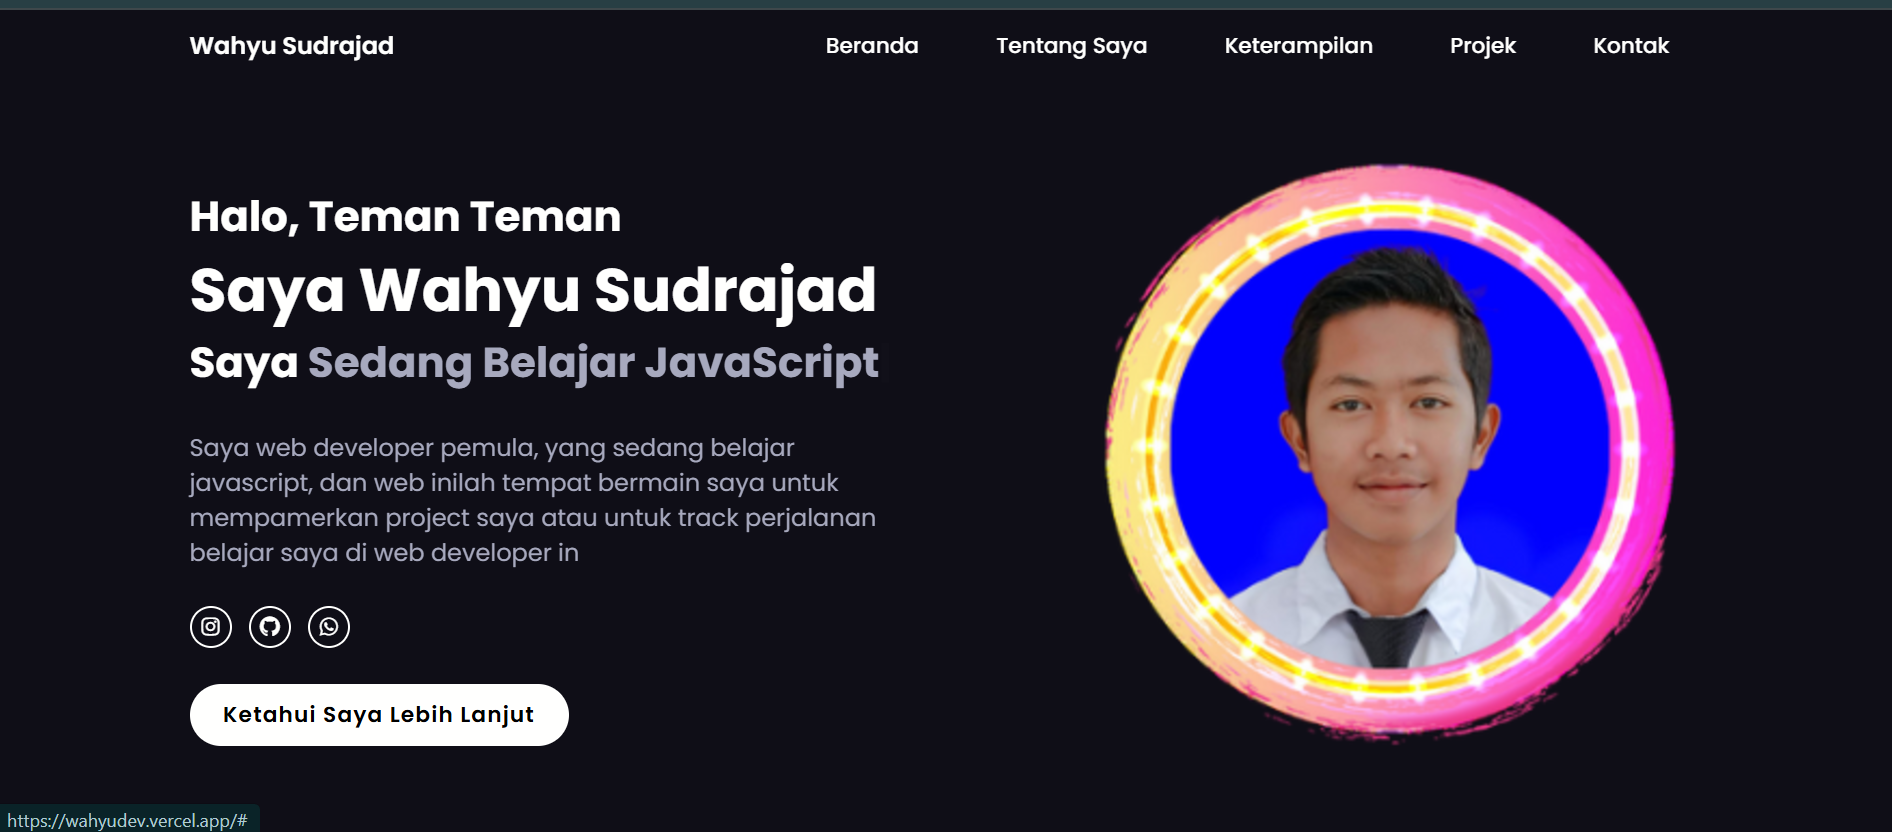 Wahyu Sudrajad
Beranda
Tentang Saya
Keterampilan
Projek
Kontak
Halo, Teman Teman
Saya Wahyu Sudrajad
Saya Sedang Belajar JavaScript
Saya web developer pemula, yang sedang belajar
javascript, dan web inilah tempat bermain saya untuk
mempamerkan project saya atau untuk track perjalanan
belajar saya di web developer in
Ketahui Saya Lebih Lanjut
https://wahyudev.vercel.app/#